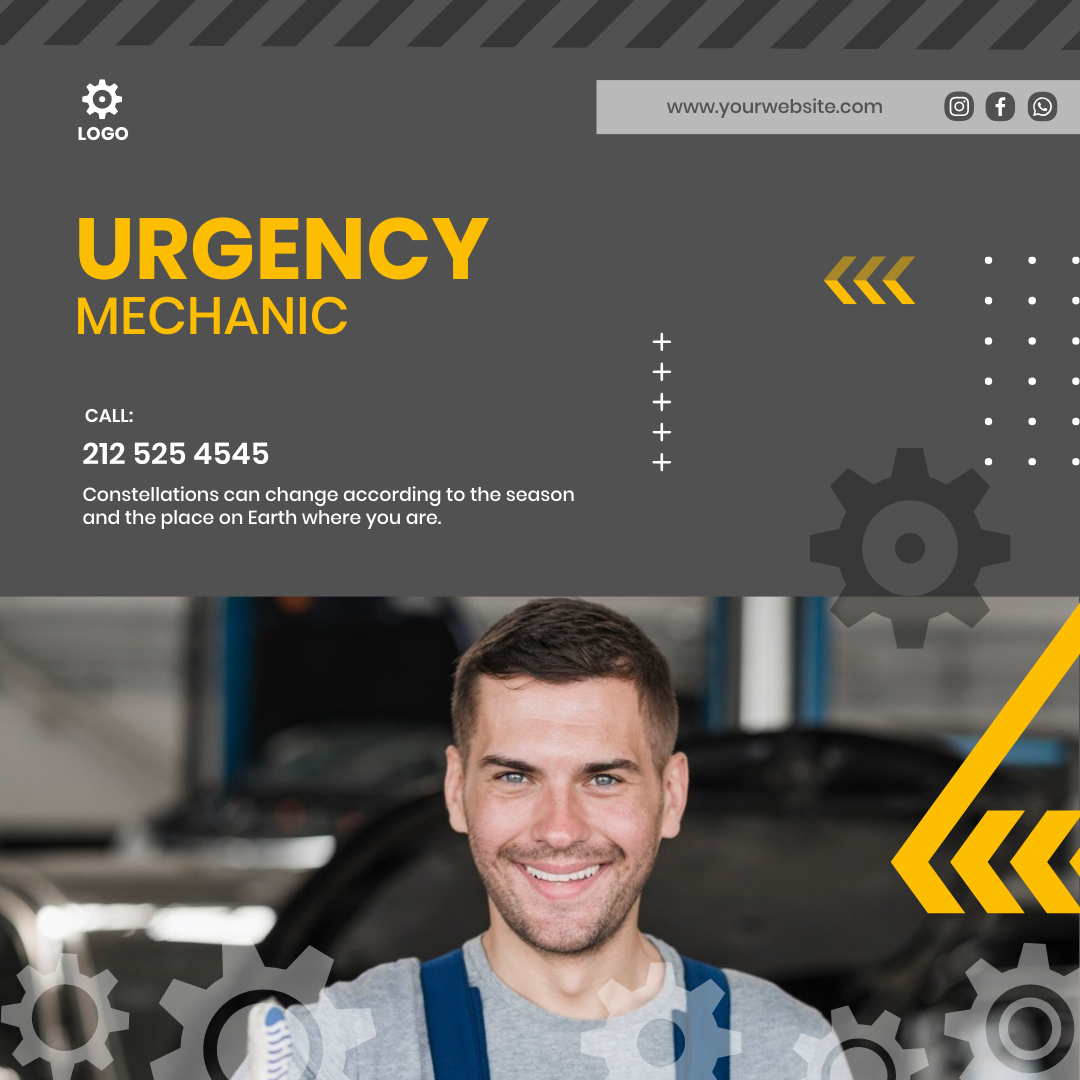 LOGO
www.yourwebsite.com
URGENCY
MECHANIC
CALL:
212 525 4545
Constellations can change according to the season
and the place on Earth where you are.